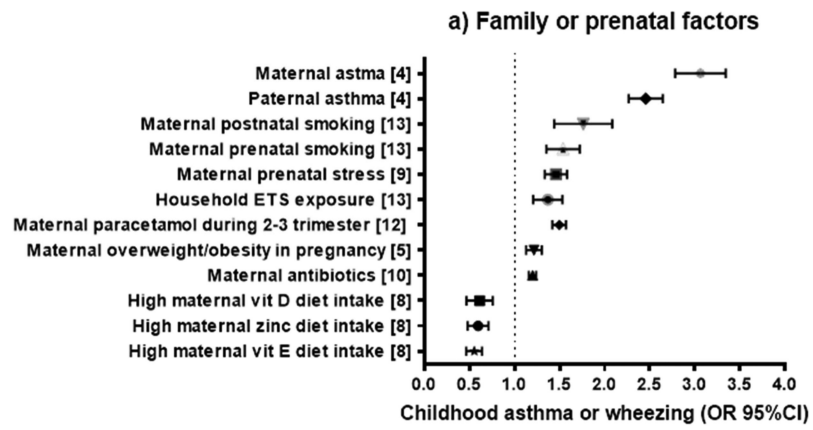 a) Family or prenatal factors
Maternal astma [4]
Paternal asthma [4]
Maternal postnatal smoking [13]
Maternal prenatal smoking [13]
Maternal prenatal stress [9]
Household ETS exposure [13]
Maternal paracetamol during 2-3 trimester [12]
Maternal overweight/obesity in pregnancy [5]
Maternal antibiotics [10]
High maternal vit D diet intake [8]
High maternal zinc diet intake [8]
High maternal vit E diet intake [8]
0.0 0.5 1.0 1.5 2.0 2.5 3.0 3.5 4.0
Childhood asthma or wheezing (OR 95%CI)